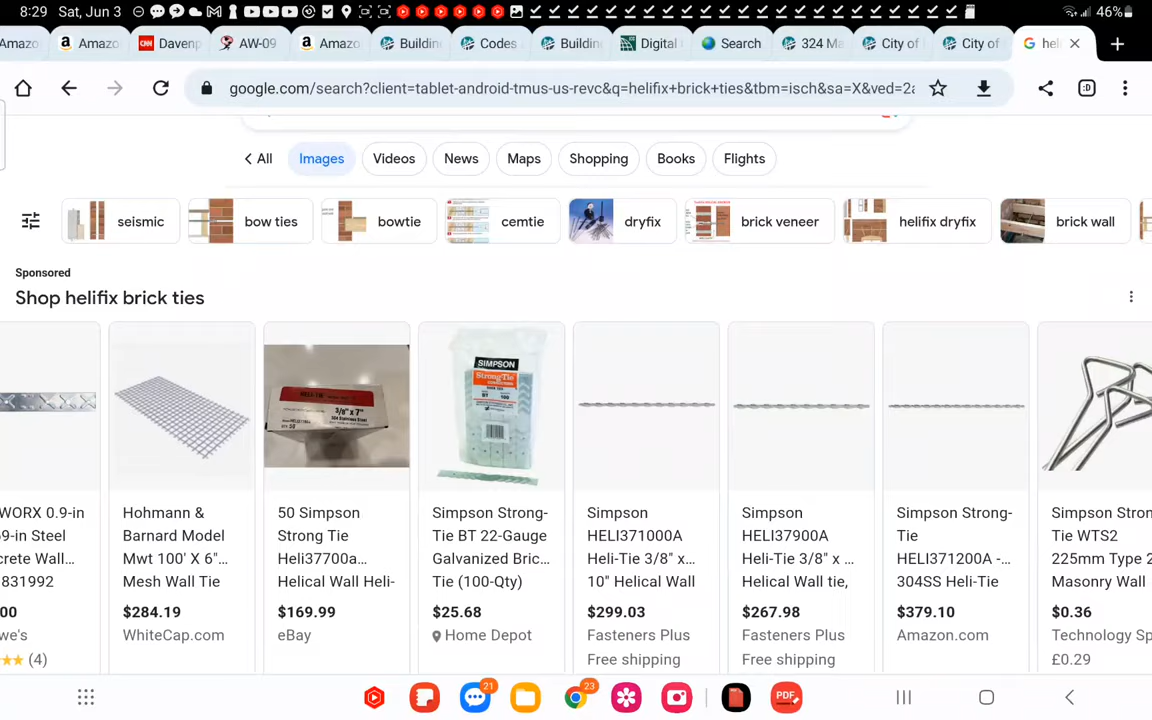 8:29 Sat, Jun 3
46%
Amazo
Amazo
Davenp
AW-09
Amazo
Buildin
Codes
Buildin
Digital
Search
324 Ma
City of
City of
hel
google.com/search?client=tablet-android-tmus-us-revc&q=helifix+brick+ties&tbm=isch&sa=X&ved=2a
All
Images
Videos
News
Maps
Shopping
Books
Flights
seismic
bow ties
bowtie
cemtie
dryfix
brick veneer
helifix dryfix
brick wall
Sponsored
Shop helifix brick ties
WORX 0.9-in
9-in Steel
crete Wall...
831992
00
we's
(4)
Hohmann &
Barnard Model
Mwt 100' X 6"...
Mesh Wall Tie
$284.19
WhiteCap.com
3/8" x 7"
50 Simpson
Strong Tie
Heli37700a...
Helical Wall Heli-
$169.99
eBay
SIMPSON
Strong-Tie
BT 100
Simpson Strong-
Tie BT 22-Gauge
Galvanized Bric...
Tie (100-Qty)
$25.68
Home Depot
Simpson
HELI371000A
Heli-Tie 3/8" x...
10" Helical Wall
$299.03
Fasteners Plus
Free shipping
Simpson
HELI37900A
Heli-Tie 3/8" x ...
Helical Wall tie,
$267.98
Fasteners Plus
Free shipping
Simpson Strong-
Tie
HELI371200A -...
304SS Heli-Tie
$379.10
Amazon.com
Simpson Stron
Tie WTS2
225mm Type 2
Masonry Wall
$0.36
Technology Sp
£0.29
21
23
PDF